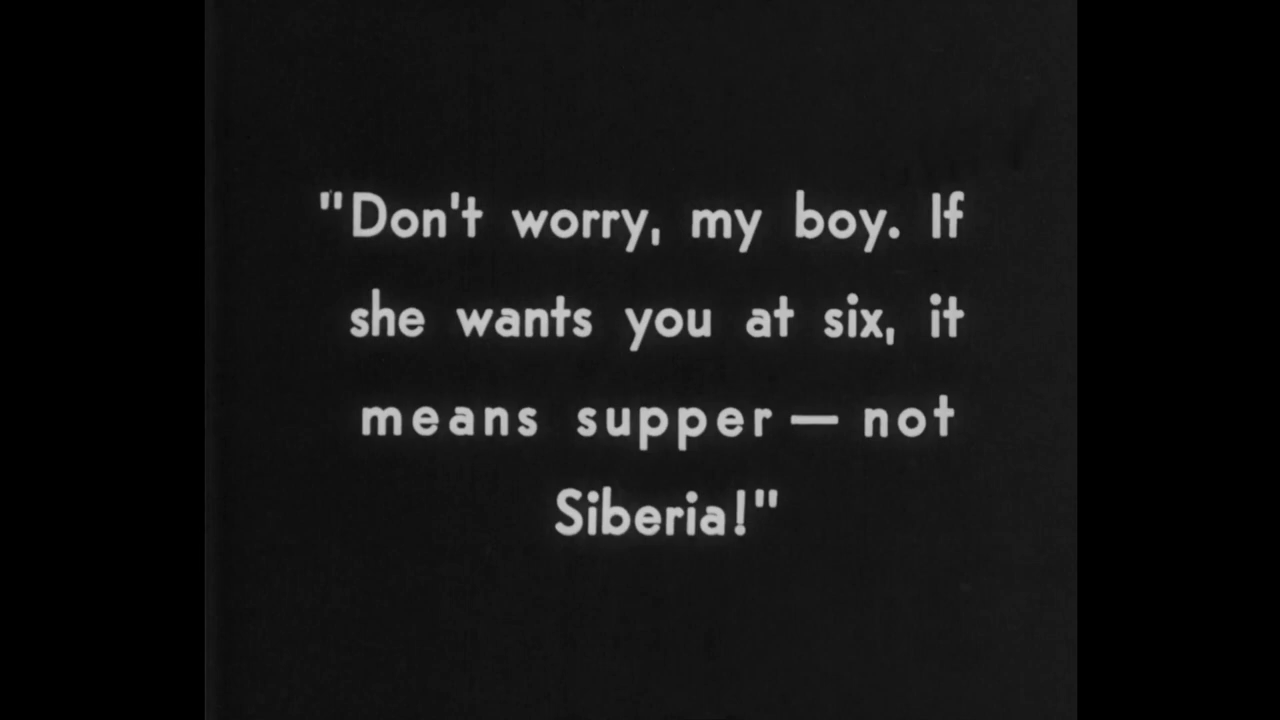 "Don't worry, my boy. If
she wants you at six, it
means supper — not
Siberia!"